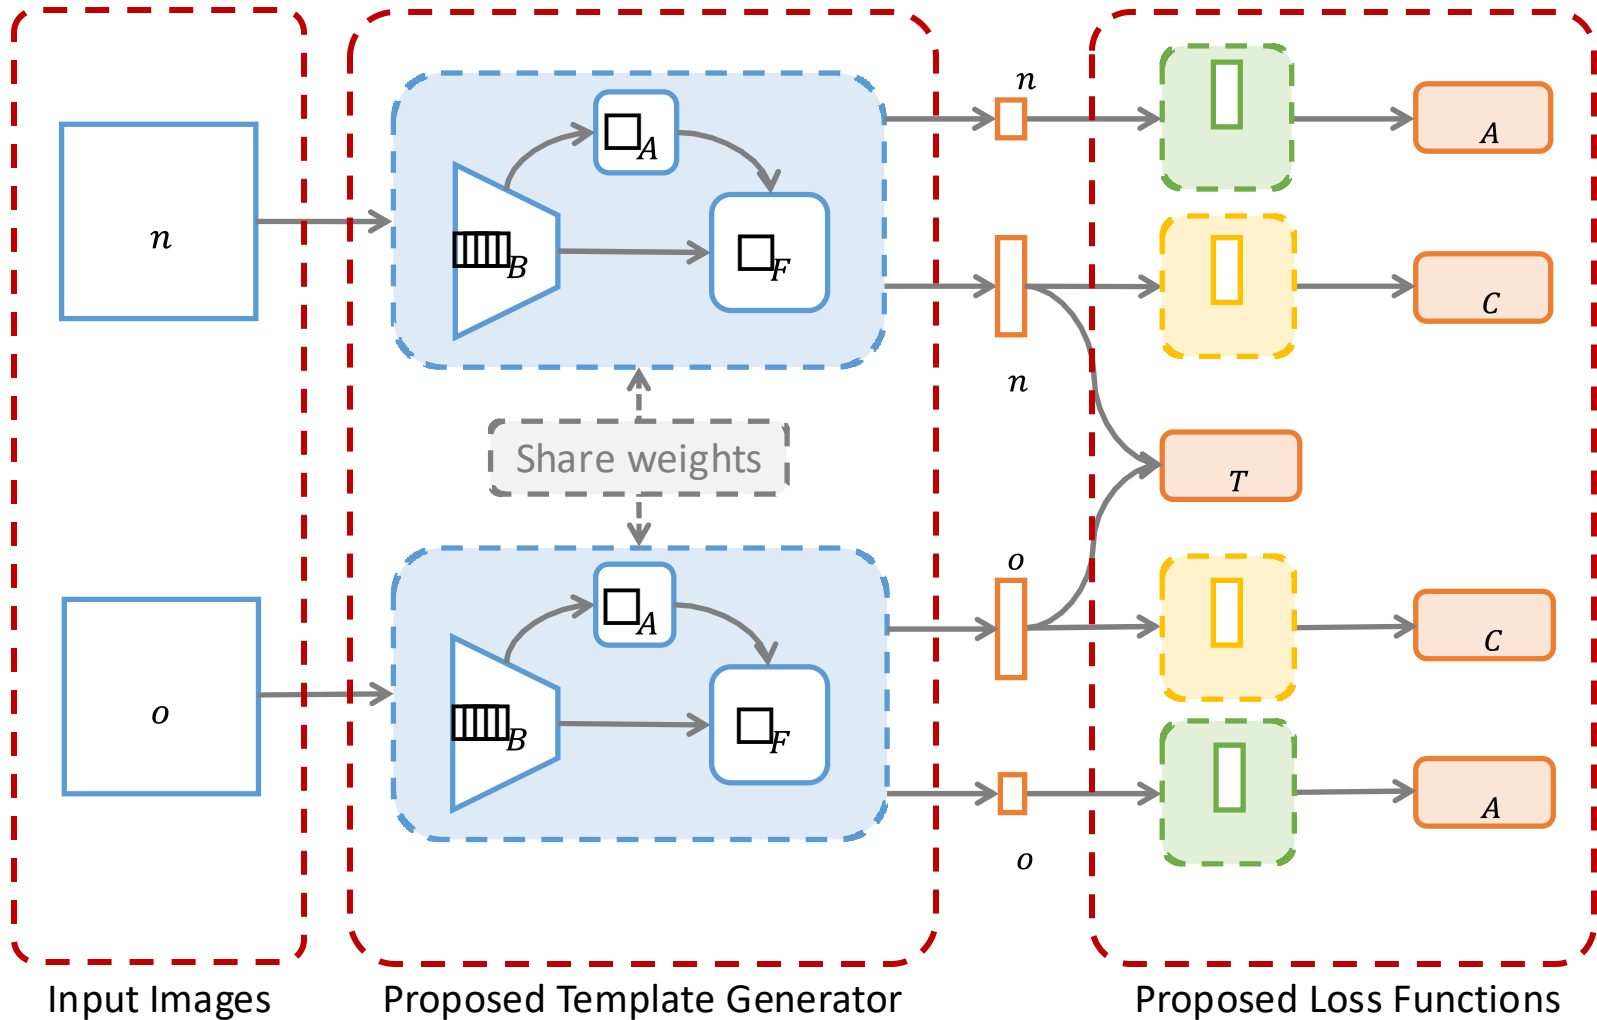 n
A
A
n
B
F
C
n
Share weights
T
o
A
C
o
B
F
A
o
Input Images
Proposed Template Generator
Proposed Loss Functions